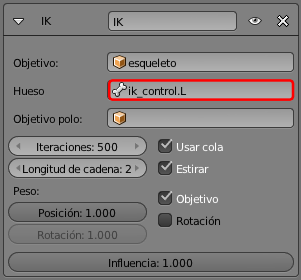 IK IK
Objetivo: esqueleto
Hueso ik_control.L
Objetivo polo:
Iteraciones: 500 Usar cola
Longitud de cadena: 2 Estirar
Peso:
Posición: 1.000 Objetivo
Rotación: 1.000 Rotación
Influencia: 1.000